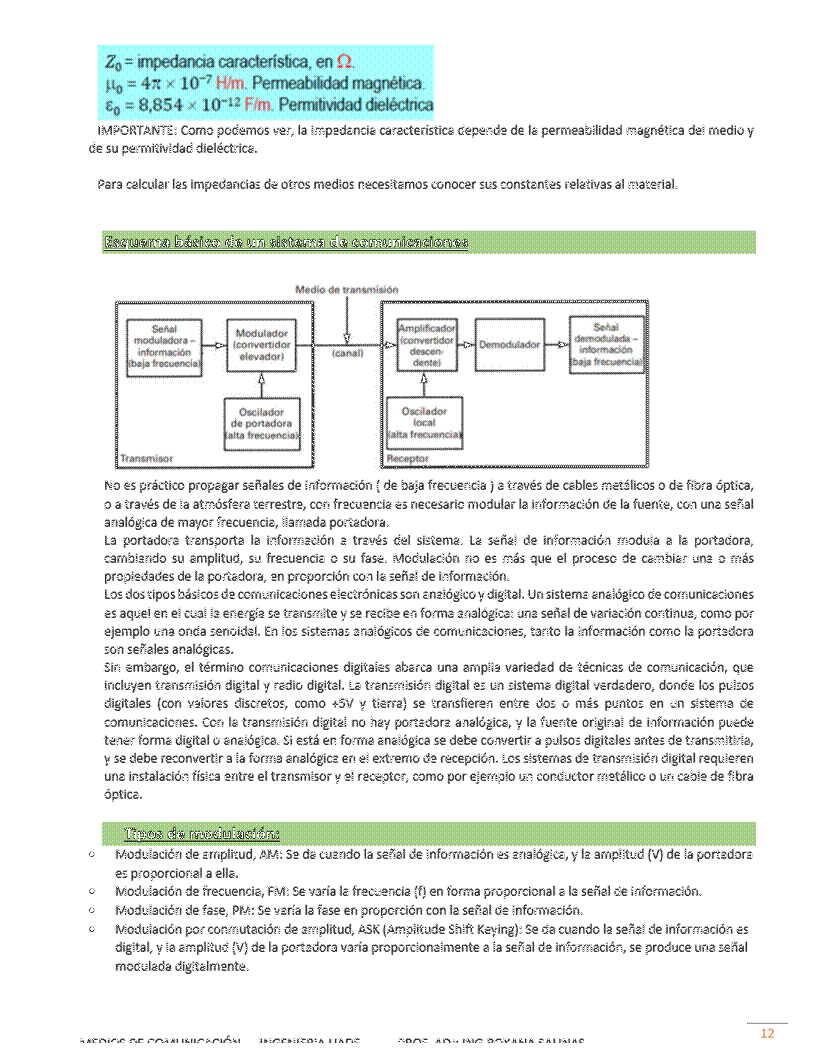 Z₀ = impedancia característica, en Ω.
μ₀ = 4π × 10⁻⁷ H/m. Permeabilidad magnética.
ε₀ = 8,854 × 10⁻¹² F/m. Permitividad dieléctrica
IMPORTANTE: Como podemos ver, la impedancia característica depende de la permeabilidad magnética del medio y
de su permitividad dieléctrica.
Para calcular las impedancias de otros medios necesitamos conocer sus constantes relativas al material.
Esquema básico de un sistema de comunicaciones
Medio de transmisión
Señal
moduladora –
información
(baja frecuencia)
Modulador
(convertidor
elevador)
(canal)
Amplificador
(convertidor
descen-
dente)
Demodulador
Señal
demodulada –
información
(baja frecuencia)
Oscilador
de portadora
(alta frecuencia)
Oscilador
local
(alta frecuencia)
Transmisor
Receptor
No es práctico propagar señales de información ( de baja frecuencia ) a través de cables metálicos o de fibra óptica,
o a través de la atmósfera terrestre, con frecuencia es necesario modular la información de la fuente, con una señal
analógica de mayor frecuencia, llamada portadora.
La portadora transporta la información a través del sistema. La señal de información modula a la portadora,
cambiando su amplitud, su frecuencia o su fase. Modulación no es más que el proceso de cambiar una o más
propiedades de la portadora, en proporción con la señal de información.
Los dos tipos básicos de comunicaciones electrónicas son analógico y digital. Un sistema analógico de comunicaciones
es aquel en el cual la energía se transmite y se recibe en forma analógica: una señal de variación continua, como por
ejemplo una onda senoidal. En los sistemas analógicos de comunicaciones, tanto la información como la portadora
son señales analógicas.
Sin embargo, el término comunicaciones digitales abarca una amplia variedad de técnicas de comunicación, que
incluyen transmisión digital y radio digital. La transmisión digital es un sistema digital verdadero, donde los pulsos
digitales (con valores discretos, como +5V y tierra) se transfieren entre dos o más puntos en un sistema de
comunicaciones. Con la transmisión digital no hay portadora analógica, y la fuente original de información puede
tener forma digital o analógica. Si está en forma analógica se debe convertir a pulsos digitales antes de transmitirla,
y se debe reconvertir a la forma analógica en el extremo de recepción. Los sistemas de transmisión digital requieren
una instalación física entre el transmisor y el receptor, como por ejemplo un conductor metálico o un cable de fibra
óptica.
Tipos de modulación:
○ Modulación de amplitud, AM: Se da cuando la señal de información es analógica, y la amplitud (V) de la portadora
es proporcional a ella.
○ Modulación de frecuencia, FM: Se varía la frecuencia (f) en forma proporcional a la señal de información.
○ Modulación de fase, PM: Se varía la fase en proporción con la señal de información.
○ Modulación por conmutación de amplitud, ASK (Amplitude Shift Keying): Se da cuando la señal de información es
digital, y la amplitud (V) de la portadora varía proporcionalmente a la señal de información, se produce una señal
modulada digitalmente.
12
MEDIOS DE COMUNICACIÓN INGENIERIA UADE PROF. ING ROXANA SALINAS